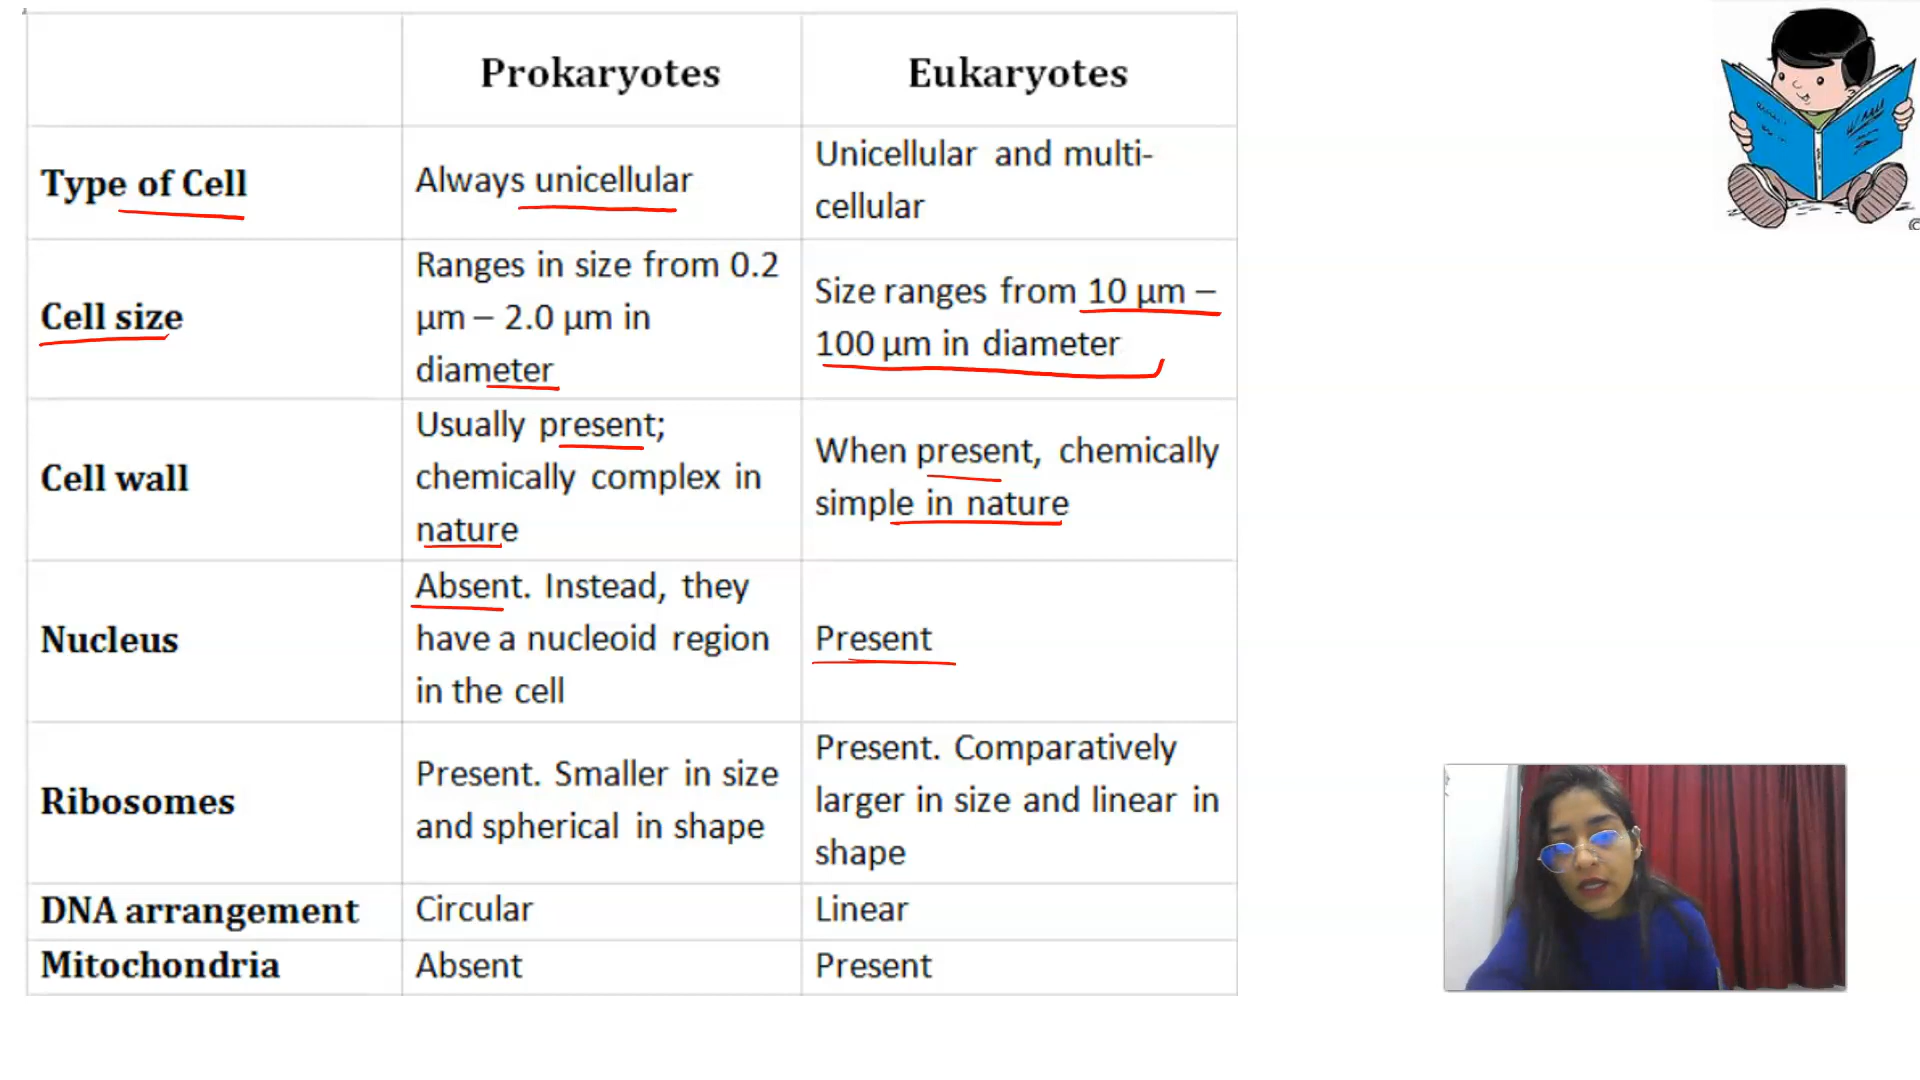 Prokaryotes
Eukaryotes
Type of Cell
Always unicellular
Unicellular and multi-
cellular
Cell size
Ranges in size from 0.2
µm – 2.0 µm in
diameter
Size ranges from 10 µm –
100 µm in diameter
Cell wall
Usually present;
chemically complex in
nature
When present, chemically
simple in nature
Nucleus
Absent. Instead, they
have a nucleoid region
in the cell
Present
Ribosomes
Present. Smaller in size
and spherical in shape
Present. Comparatively
larger in size and linear in
shape
DNA arrangement
Circular
Linear
Mitochondria
Absent
Present
©